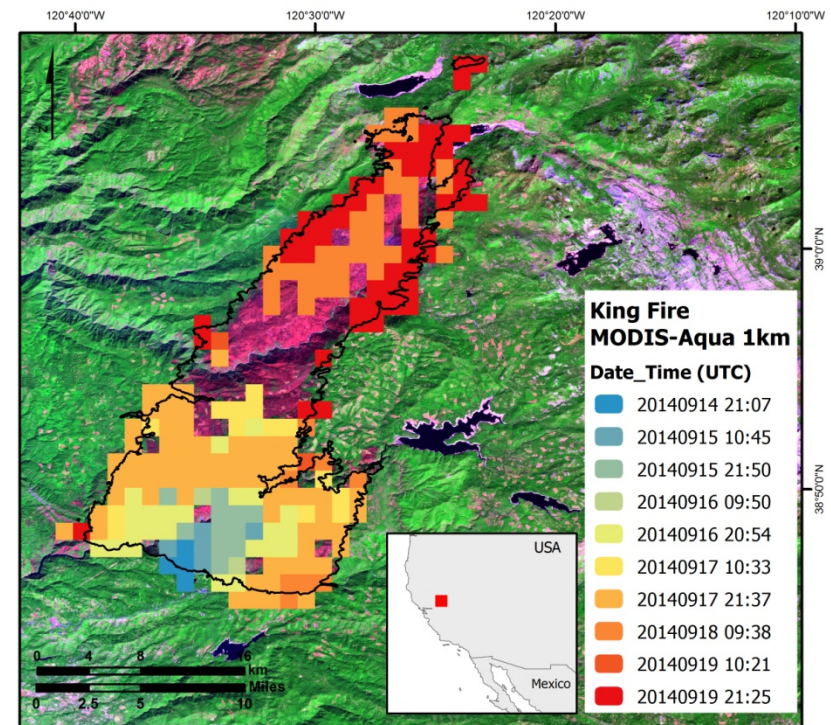 120°40'0"W 120°30'0"W 120°20'0"W 120°10'0"W
N
39°0'0"N
38°50'0"N
King Fire
MODIS-Aqua 1km
Date_Time (UTC)
20140914 21:07
20140915 10:45
20140915 21:50
20140916 09:50
20140916 20:54
20140917 10:33
20140917 21:37
20140918 09:38
20140919 10:21
20140919 21:25
USA
Mexico
0 4 8 16
km
Miles
0 2.5 5 10